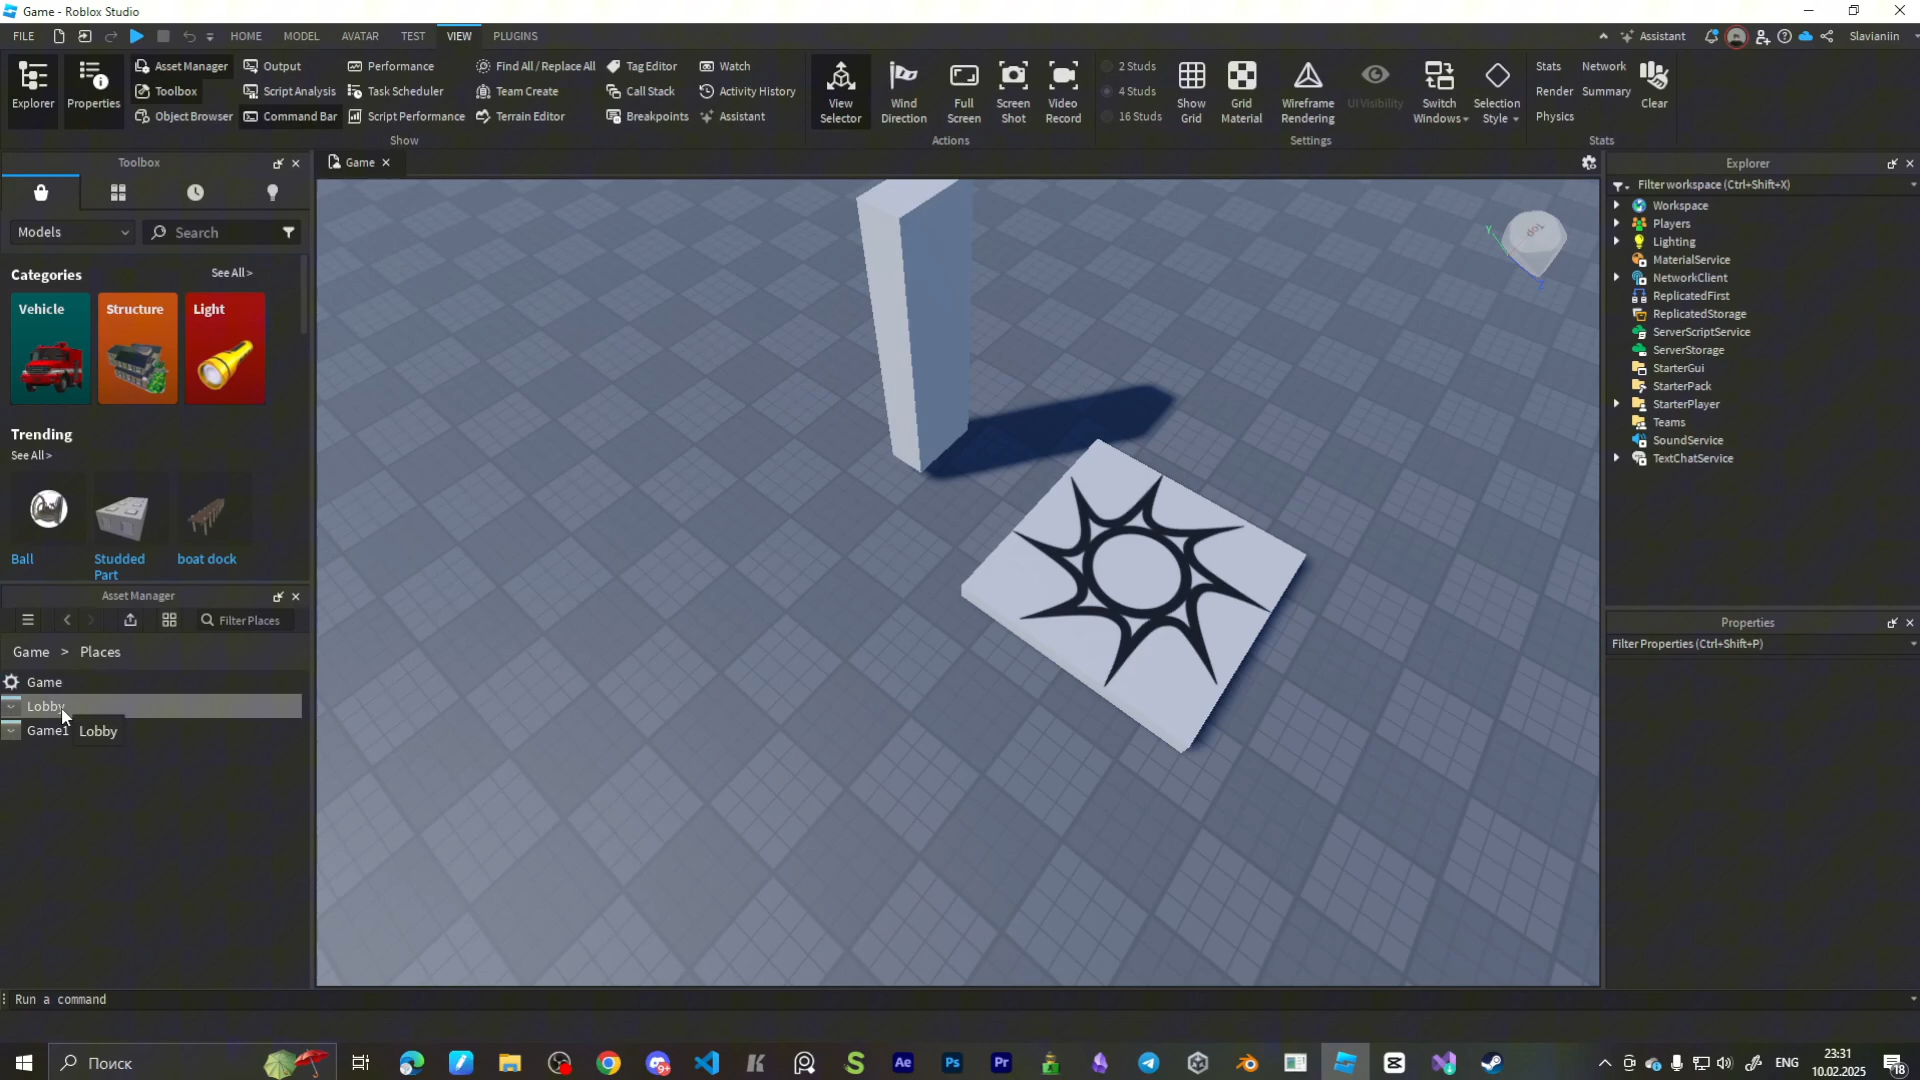 Game - Roblox Studio
FILE HOME MODEL AVATAR TEST VIEW PLUGINS Assistant Slavianiin
Explorer Properties Asset Manager Output Performance Find All / Replace All Tag Editor Watch
Toolbox Script Analysis Task Scheduler Team Create Call Stack Activity History
Object Browser Command Bar Script Performance Terrain Editor Breakpoints Assistant
Show
View Selector Wind Direction Full Screen Screen Shot Video Record
Actions
2 Studs
4 Studs
16 Studs
Show Grid Grid Material Wireframe Rendering UI Visibility Switch Windows Selection Style
Settings
Stats Network
Render Summary
Physics
Clear
Stats
Toolbox
Models Search
Categories See All >
Vehicle Structure Light
Trending
See All >
Ball Studded Part boat dock
Asset Manager
Filter Places
Game > Places
Game
Lobby
Game1 Lobby
Game
Top
Y
Z
Explorer
Filter workspace (Ctrl+Shift+X)
Workspace
Players
Lighting
MaterialService
NetworkClient
ReplicatedFirst
ReplicatedStorage
ServerScriptService
ServerStorage
StarterGui
StarterPack
StarterPlayer
Teams
SoundService
TextChatService
Properties
Filter Properties (Ctrl+Shift+P)
Run a command
Поиск
9+
Ae Ps Pr
ENG
23:31
10.02.2025
18